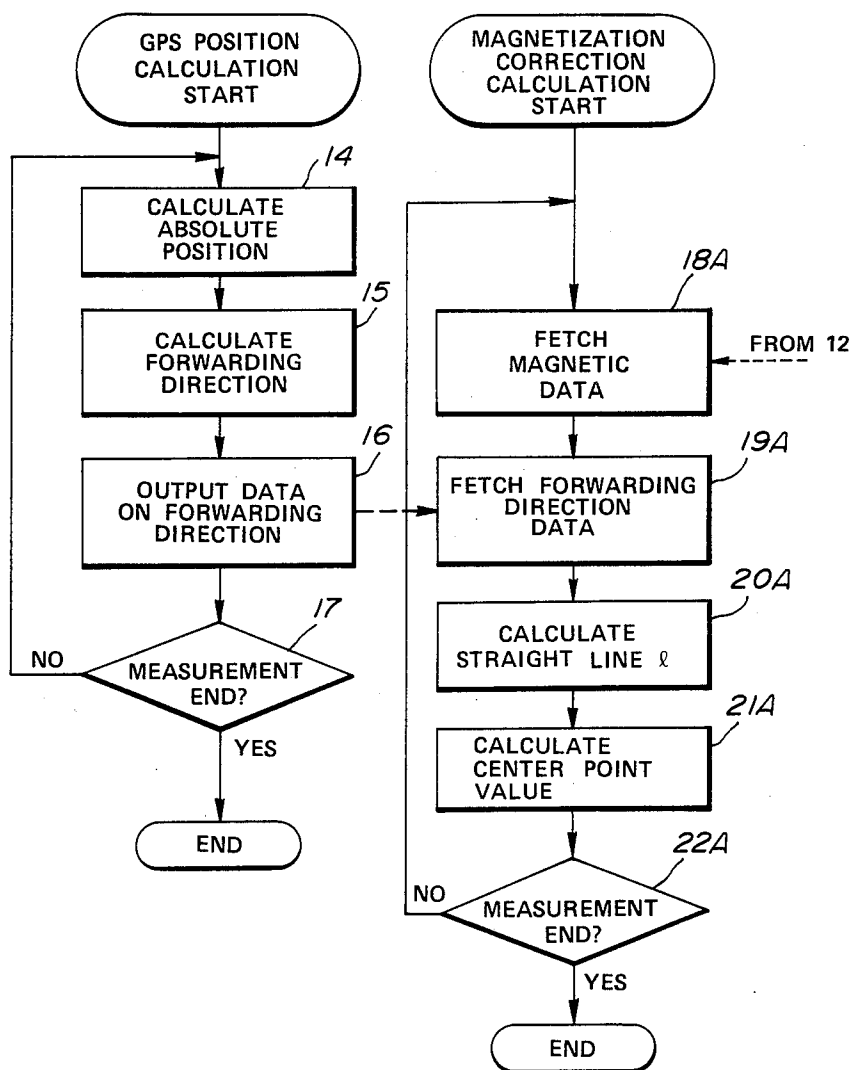 GPS POSITION
CALCULATION
START
14
CALCULATE
ABSOLUTE
POSITION
15
CALCULATE
FORWARDING
DIRECTION
16
OUTPUT DATA
ON FORWARDING
DIRECTION
17
NO
MEASUREMENT
END?
YES
END
MAGNETIZATION
CORRECTION
CALCULATION
START
18A
FETCH
MAGNETIC
DATA
FROM 12
19A
FETCH FORWARDING
DIRECTION
DATA
20A
CALCULATE
STRAIGHT LINE ℓ
21A
CALCULATE
CENTER POINT
VALUE
22A
NO
MEASUREMENT
END?
YES
END